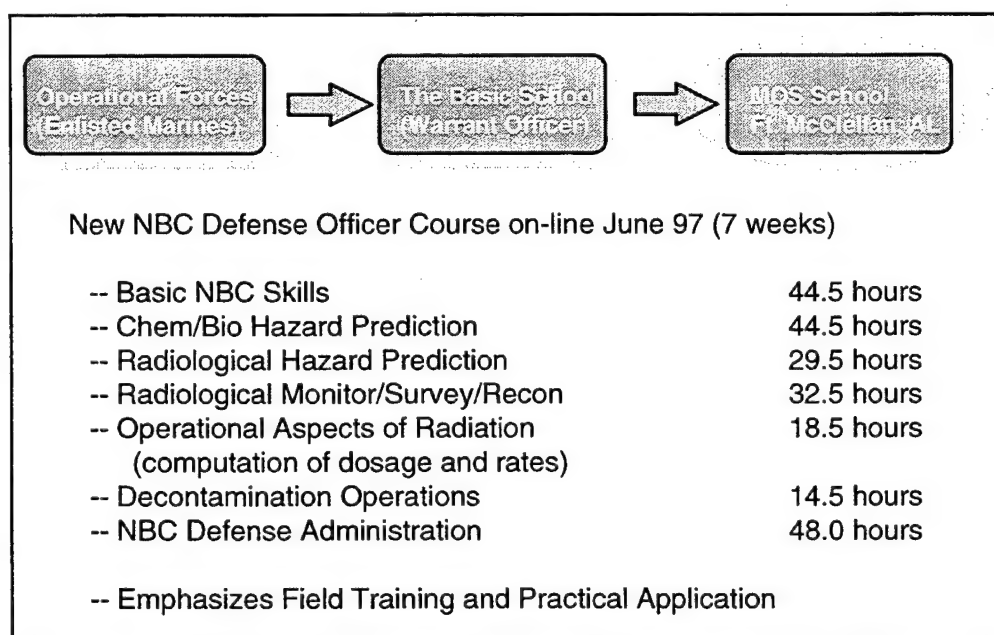 Operational Forces
(Enlisted Marines)
The Basic School
(Warrant Officer)
MOS School
Ft. McClellan, AL
New NBC Defense Officer Course on-line June 97 (7 weeks)
-- Basic NBC Skills 44.5 hours
-- Chem/Bio Hazard Prediction 44.5 hours
-- Radiological Hazard Prediction 29.5 hours
-- Radiological Monitor/Survey/Recon 32.5 hours
-- Operational Aspects of Radiation 18.5 hours
(computation of dosage and rates)
-- Decontamination Operations 14.5 hours
-- NBC Defense Administration 48.0 hours
-- Emphasizes Field Training and Practical Application